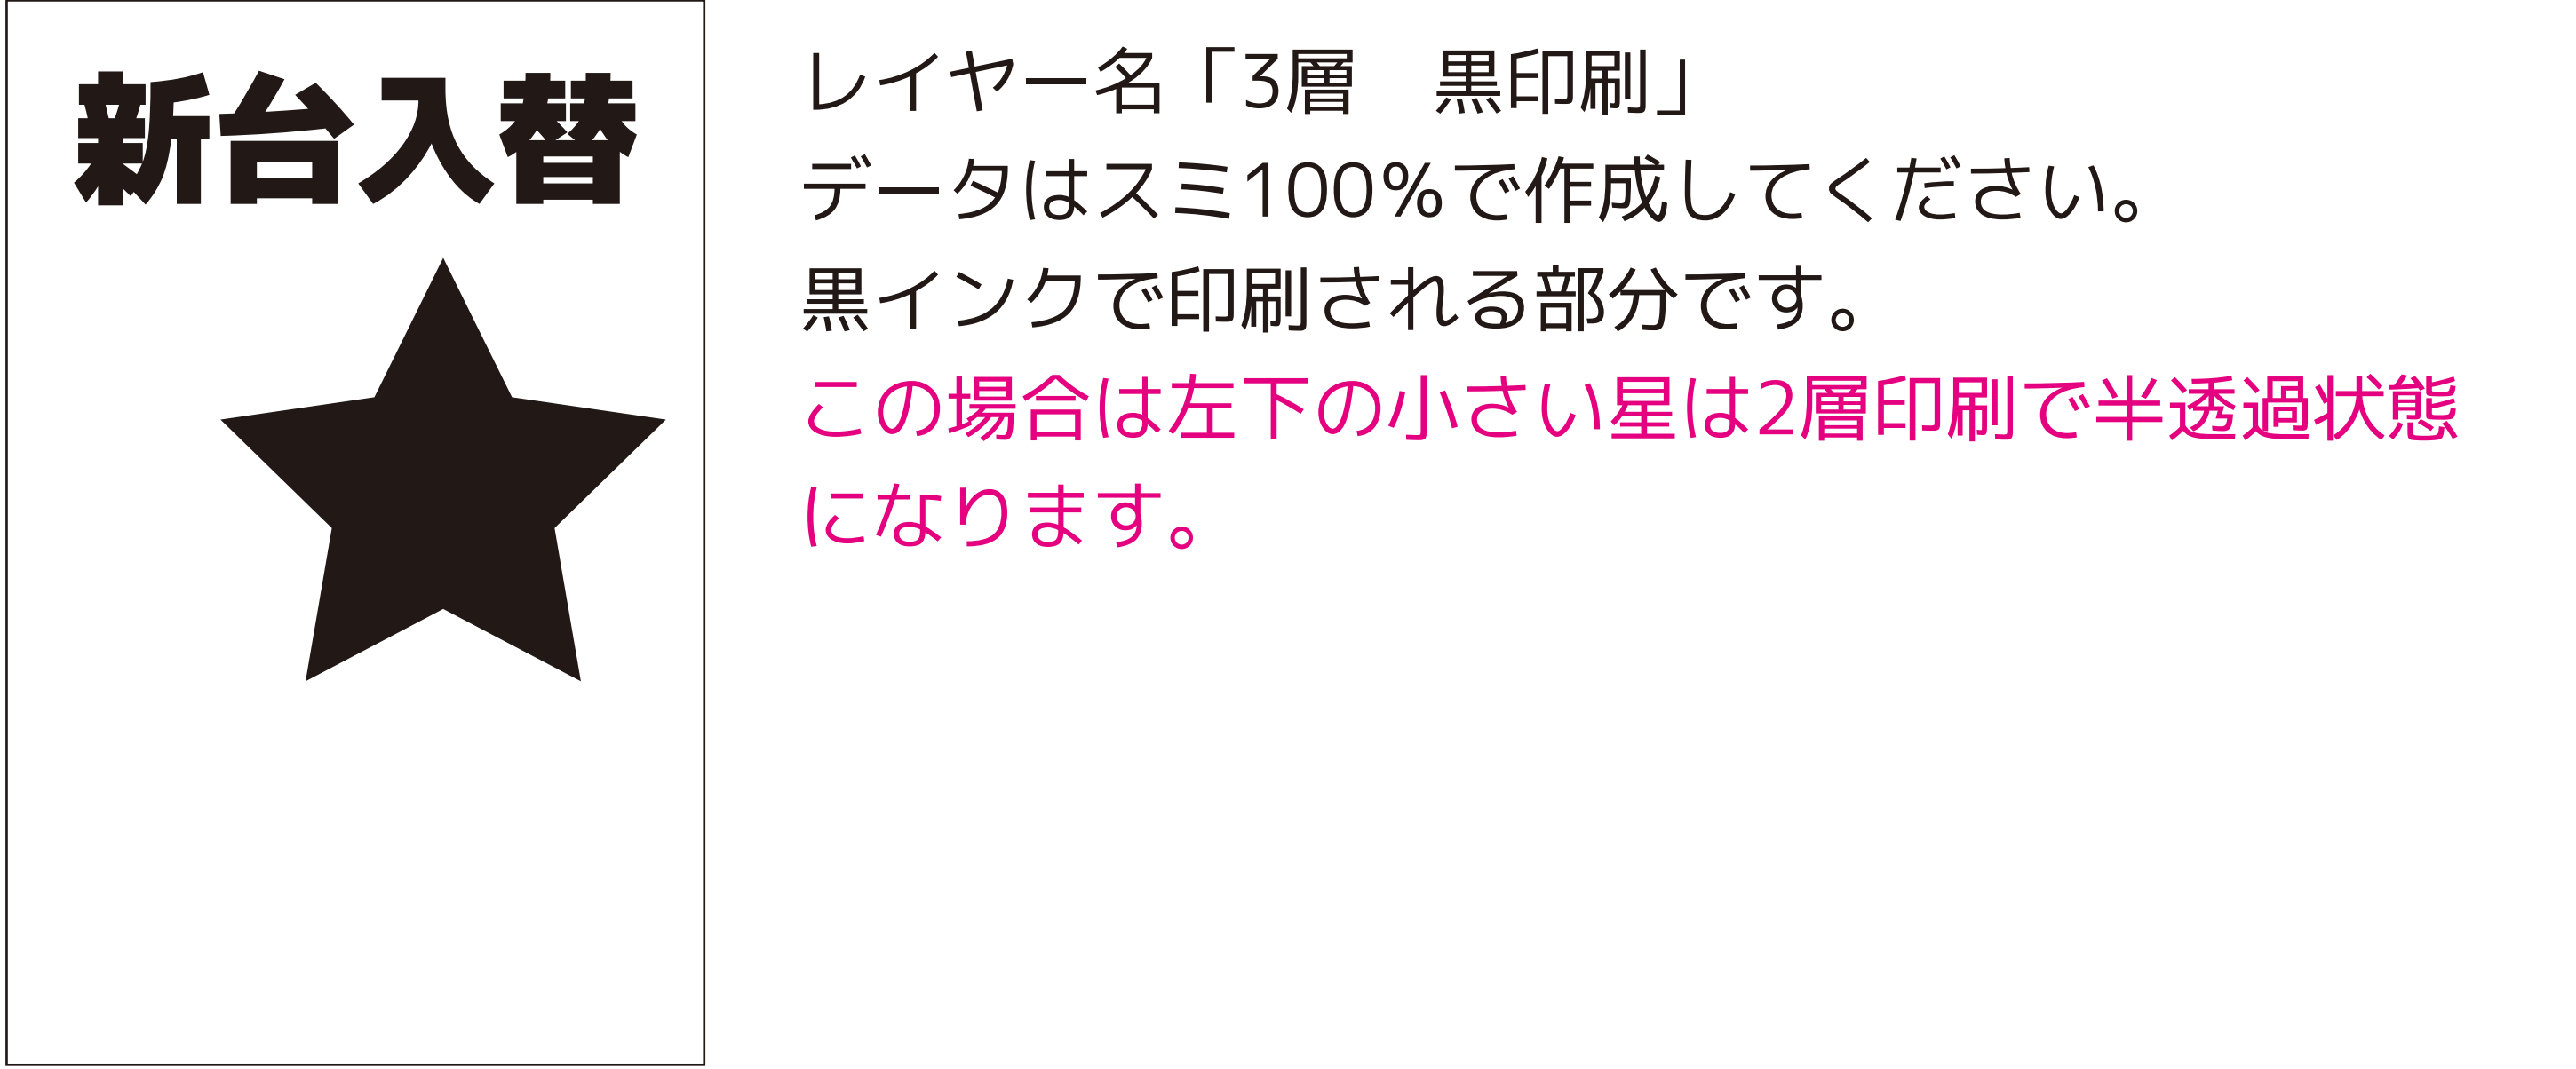 新台入替
レイヤー名「3層　黒印刷」
データはスミ100%で作成してください。
黒インクで印刷される部分です。
この場合は左下の小さい星は2層印刷で半透過状態
になります。